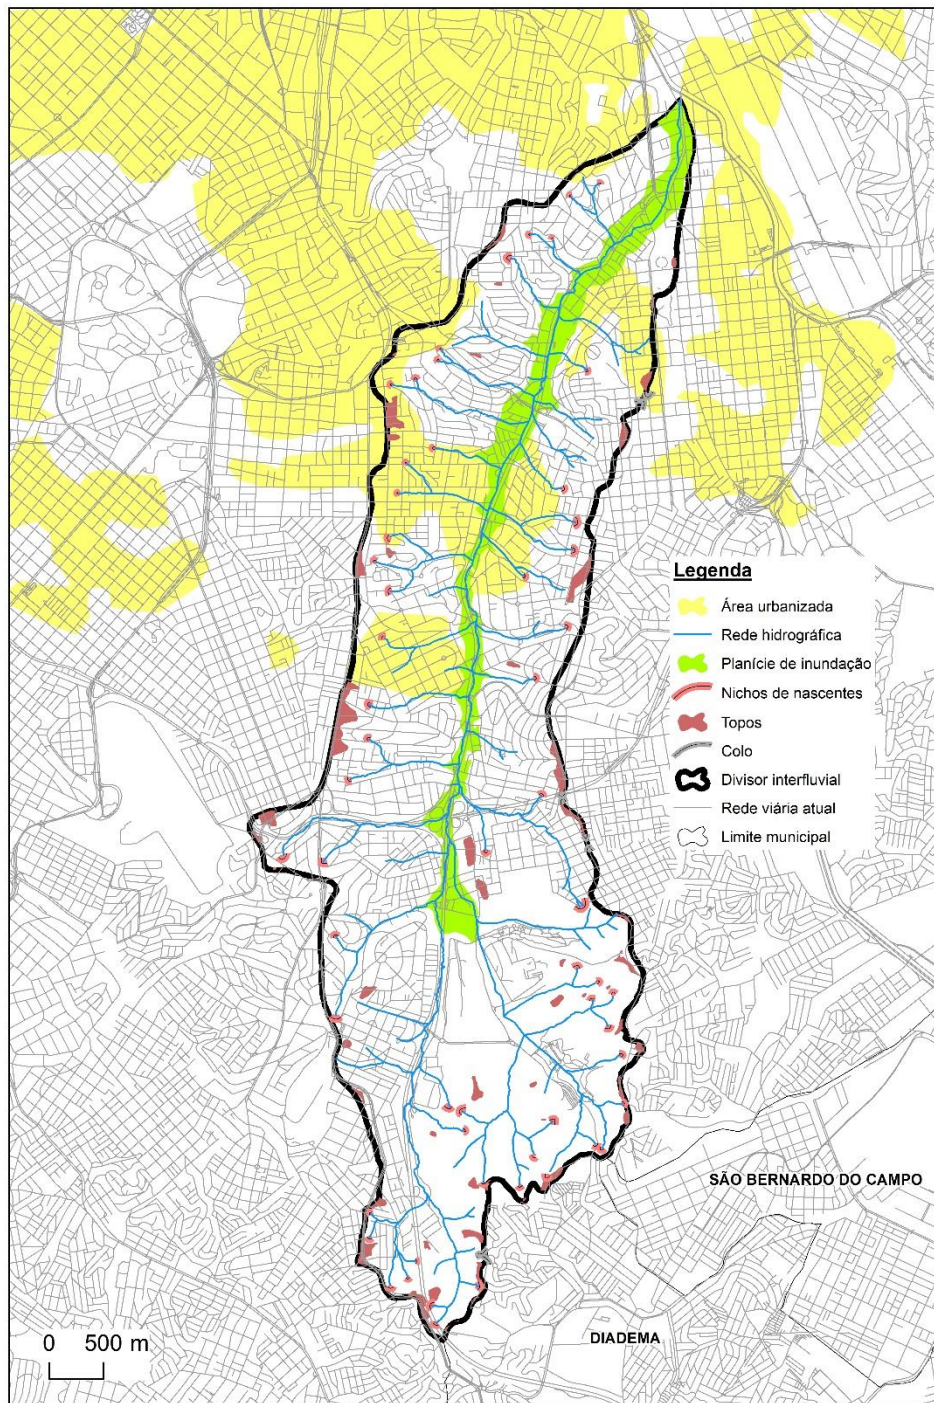 Legenda
Área urbanizada
Rede hidrográfica
Planície de inundação
Nichos de nascentes
Topos
Colo
Divisor interfluvial
Rede viária atual
Limite municipal
SÃO BERNARDO DO CAMPO
DIADEMA
0 500 m